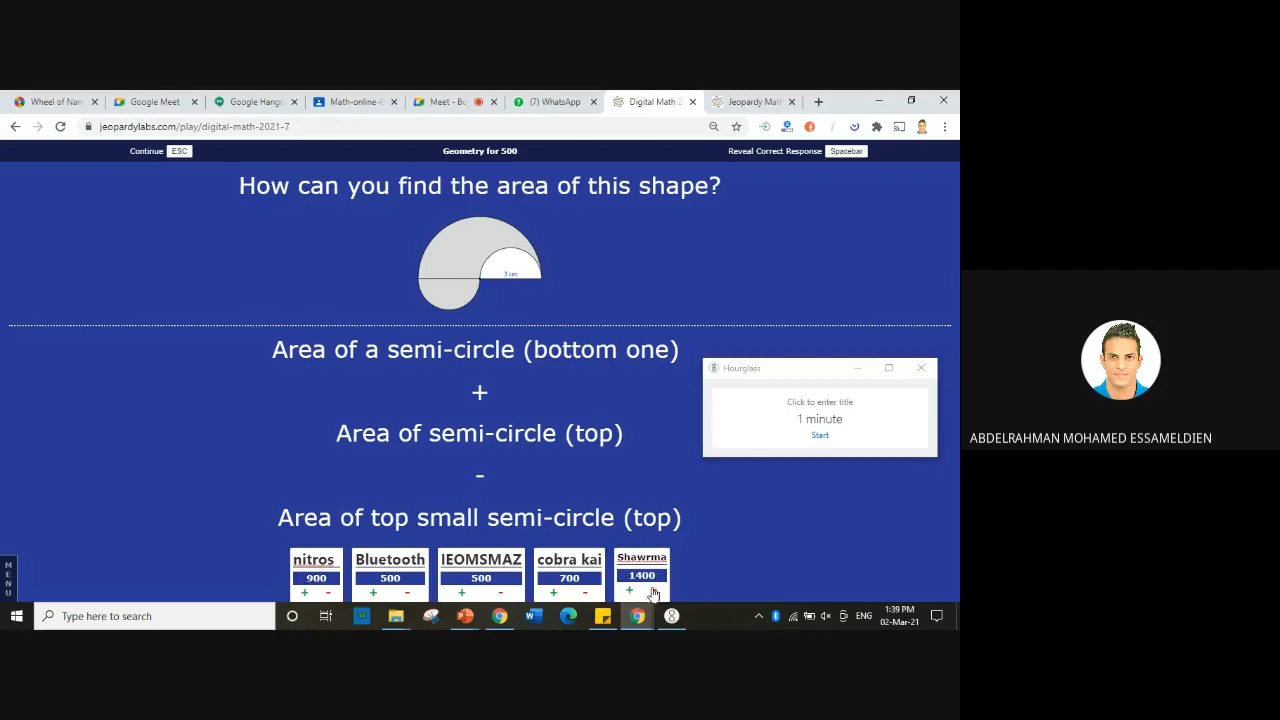 Wheel of Nam
Google Meet
Google Hango
Math-online-G
Meet - Bo
(7) WhatsApp
Digital Math 2
Jeopardy Mat
jeopardylabs.com/play/digital-math-2021-7
Continue ESC
Geometry for 500
Reveal Correct Response Spacebar
How can you find the area of this shape?
3 cm
Area of a semi-circle (bottom one)
+
Area of semi-circle (top)
-
Area of top small semi-circle (top)
Hourglass
Click to enter title
1 minute
Start
MENU
nitros
900
+ -
Bluetooth
500
+ -
IEOMSMAZ
500
+ -
cobra kai
700
+ -
Shawrma
1400
+
Type here to search
ENG
1:39 PM
02-Mar-21
ABDELRAHMAN MOHAMED ESSAMELDIEN